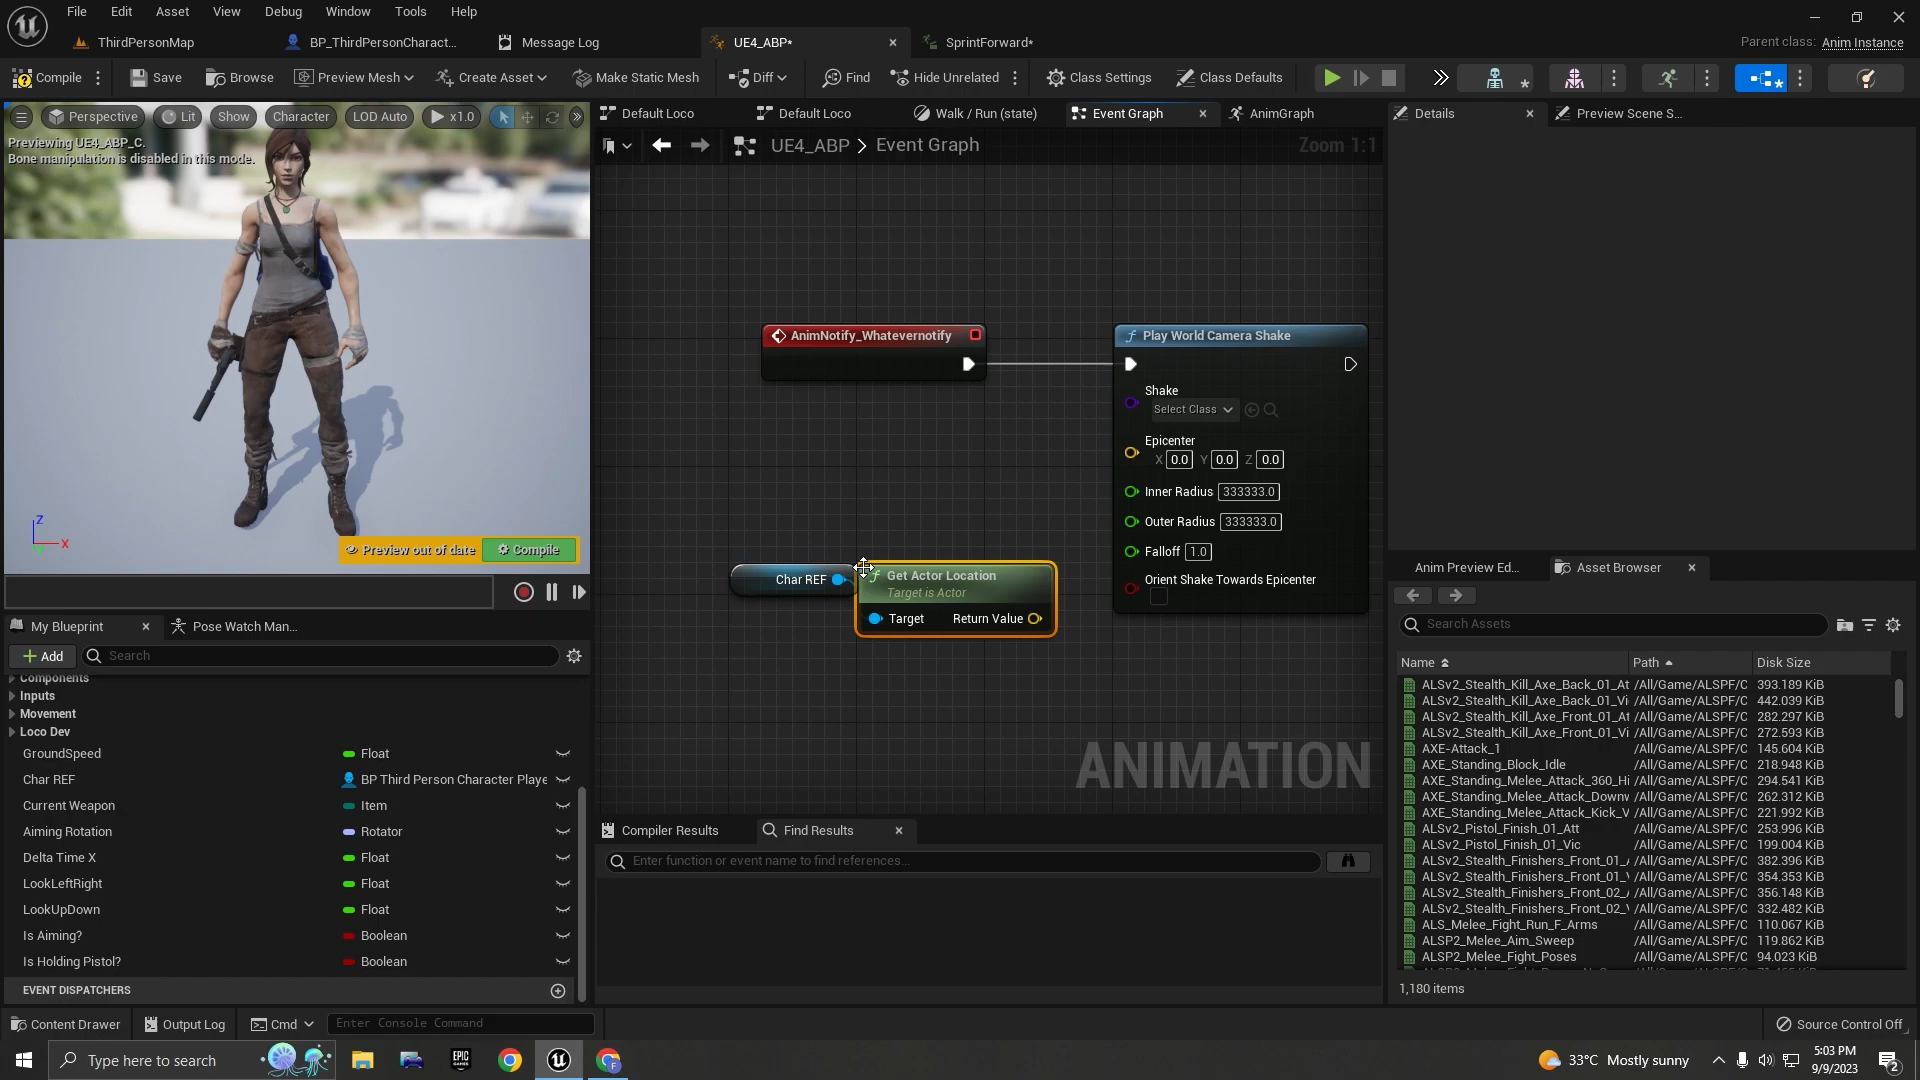 File Edit Asset View Debug Window Tools Help
ThirdPersonMap BP_ThirdPersonCharact... Message Log UE4_ABP* SprintForward* Parent class: Anim Instance
Compile Save Browse Preview Mesh Create Asset Make Static Mesh Diff Find Hide Unrelated Class Settings Class Defaults
Perspective Lit Show Character LOD Auto x1.0
Previewing UE4_ABP_C.
Bone manipulation is disabled in this mode.
Z
X
Preview out of date Compile
Default Loco Default Loco Walk / Run (state) Event Graph AnimGraph
UE4_ABP > Event Graph Zoom 1:1
AnimNotify_Whatevernotify
Play World Camera Shake
Shake
Select Class
Epicenter
X 0.0 Y 0.0 Z 0.0
Inner Radius 333333.0
Outer Radius 333333.0
Falloff 1.0
Orient Shake Towards Epicenter
Char REF
Get Actor Location
Target is Actor
Target Return Value
ANIMATION
Details Preview Scene S...
My Blueprint Pose Watch Man...
Add Search
Components
Inputs
Movement
Loco Dev
GroundSpeed Float
Char REF BP Third Person Character Playe
Current Weapon Item
Aiming Rotation Rotator
Delta Time X Float
LookLeftRight Float
LookUpDown Float
Is Aiming? Boolean
Is Holding Pistol? Boolean
EVENT DISPATCHERS
Compiler Results Find Results
Enter function or event name to find references...
Anim Preview Ed... Asset Browser
Search Assets
Name Path Disk Size
ALSv2_Stealth_Kill_Axe_Back_01_At /All/Game/ALSPF/C 393.189 KiB
ALSv2_Stealth_Kill_Axe_Back_01_Vi /All/Game/ALSPF/C 442.039 KiB
ALSv2_Stealth_Kill_Axe_Front_01_At /All/Game/ALSPF/C 282.297 KiB
ALSv2_Stealth_Kill_Axe_Front_01_Vi /All/Game/ALSPF/C 272.593 KiB
AXE-Attack_1 /All/Game/ALSPF/C 145.604 KiB
AXE_Standing_Block_Idle /All/Game/ALSPF/C 218.948 KiB
AXE_Standing_Melee_Attack_360_Hi /All/Game/ALSPF/C 294.541 KiB
AXE_Standing_Melee_Attack_Downw /All/Game/ALSPF/C 262.312 KiB
AXE_Standing_Melee_Attack_Kick_V /All/Game/ALSPF/C 221.992 KiB
ALSv2_Pistol_Finish_01_Att /All/Game/ALSPF/C 253.996 KiB
ALSv2_Pistol_Finish_01_Vic /All/Game/ALSPF/C 199.004 KiB
ALSv2_Stealth_Finishers_Front_01_A /All/Game/ALSPF/C 382.396 KiB
ALSv2_Stealth_Finishers_Front_01_V /All/Game/ALSPF/C 354.353 KiB
ALSv2_Stealth_Finishers_Front_02_A /All/Game/ALSPF/C 356.148 KiB
ALSv2_Stealth_Finishers_Front_02_V /All/Game/ALSPF/C 332.482 KiB
ALS_Melee_Fight_Run_F_Arms /All/Game/ALSPF/C 110.067 KiB
ALSP2_Melee_Aim_Sweep /All/Game/ALSPF/C 119.862 KiB
ALSP2_Melee_Fight_Poses /All/Game/ALSPF/C 94.023 KiB
1,180 items
Content Drawer Output Log Cmd Enter Console Command Source Control Off
Type here to search 33°C Mostly sunny 5:03 PM
9/9/2023
2